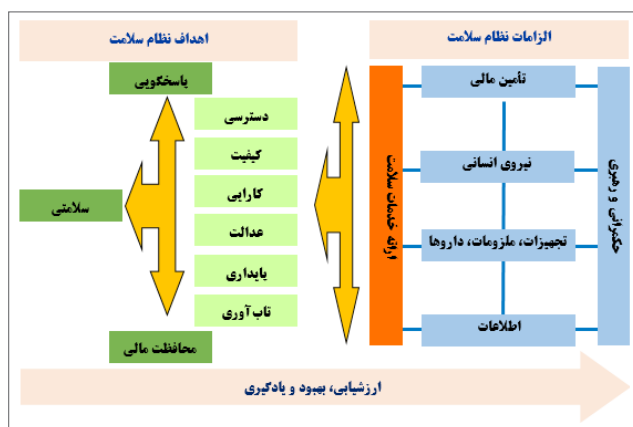 الزامات نظام سلامت
اهداف نظام سلامت
حکمرانی و رهبری
تأمین مالی
نیروی انسانی
تجهیزات، ملزومات، داروها
اطلاعات
ارائه خدمات سلامت
دسترسی
کیفیت
کارایی
عدالت
پایداری
تاب آوری
پاسخگویی
سلامتی
محافظت مالی
ارزشیابی، بهبود و یادگیری